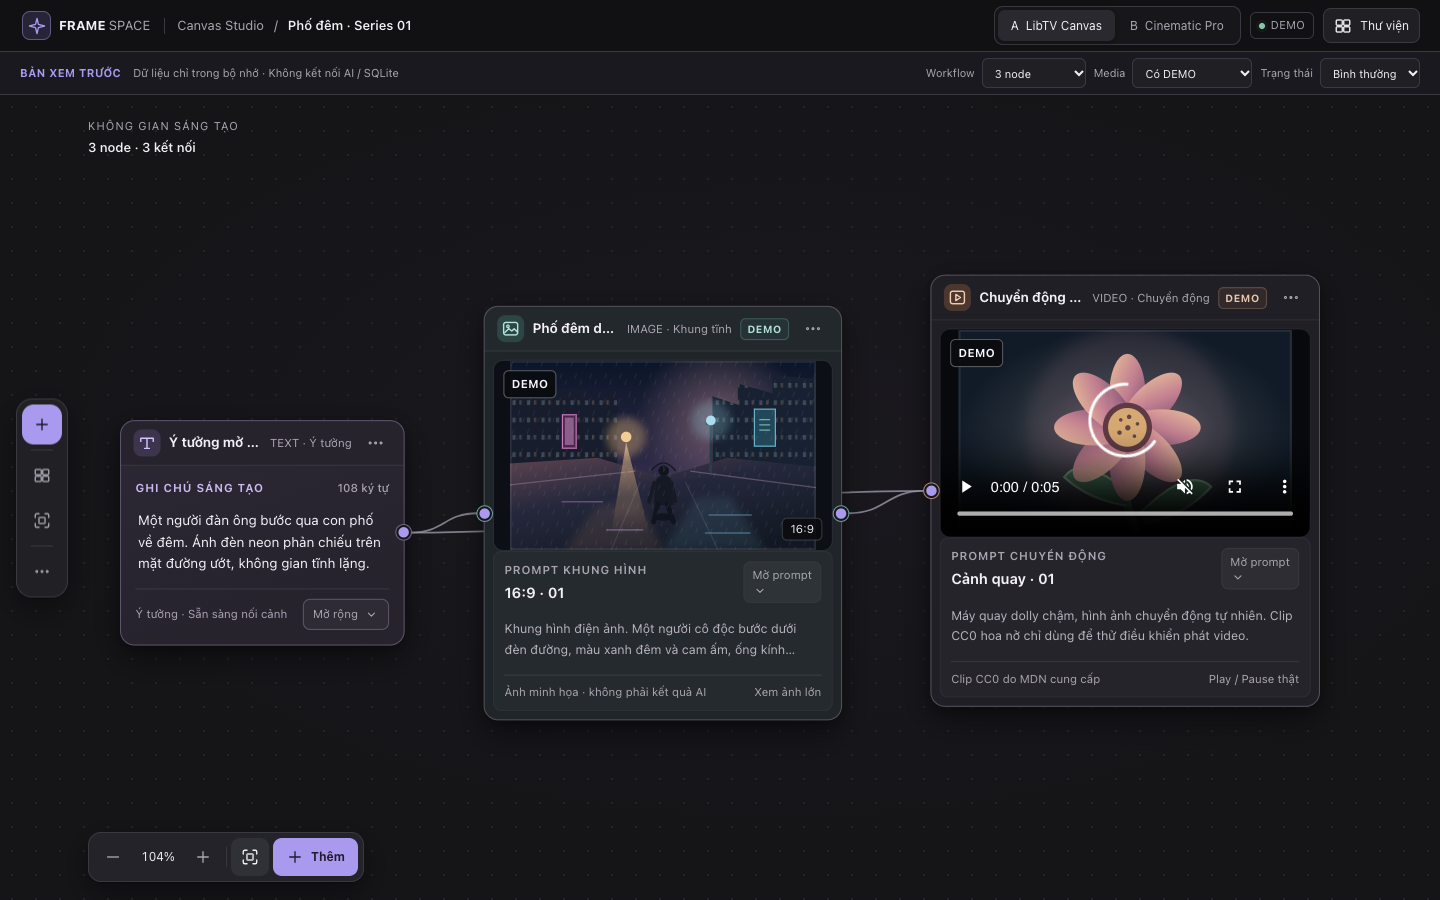 FRAME SPACE Canvas Studio / Phố đêm · Series 01
A LibTV Canvas B Cinematic Pro DEMO Thư viện
BẢN XEM TRƯỚC Dữ liệu chỉ trong bộ nhớ · Không kết nối AI / SQLite
Workflow 3 node Media Có DEMO Trạng thái Bình thường
KHÔNG GIAN SÁNG TẠO
3 node · 3 kết nối
Ý tưởng mờ ... TEXT · Ý tưởng
GHI CHÚ SÁNG TẠO 108 ký tự
Một người đàn ông bước qua con phố
về đêm. Ánh đèn neon phản chiếu trên
mặt đường ướt, không gian tĩnh lặng.
Ý tưởng · Sẵn sàng nối cảnh Mở rộng
Phố đêm d... IMAGE · Khung tĩnh DEMO
DEMO
16:9
PROMPT KHUNG HÌNH Mở prompt
16:9 · 01
Khung hình điện ảnh. Một người cô độc bước dưới
đèn đường, màu xanh đêm và cam ấm, ống kính...
Ảnh minh họa · không phải kết quả AI Xem ảnh lớn
Chuyển động ... VIDEO · Chuyển động DEMO
DEMO
0:00 / 0:05
PROMPT CHUYỂN ĐỘNG Mở prompt
Cảnh quay · 01
Máy quay dolly chậm, hình ảnh chuyển động tự nhiên. Clip
CC0 hoa nở chỉ dùng để thử điều khiển phát video.
Clip CC0 do MDN cung cấp Play / Pause thật
104% Thêm